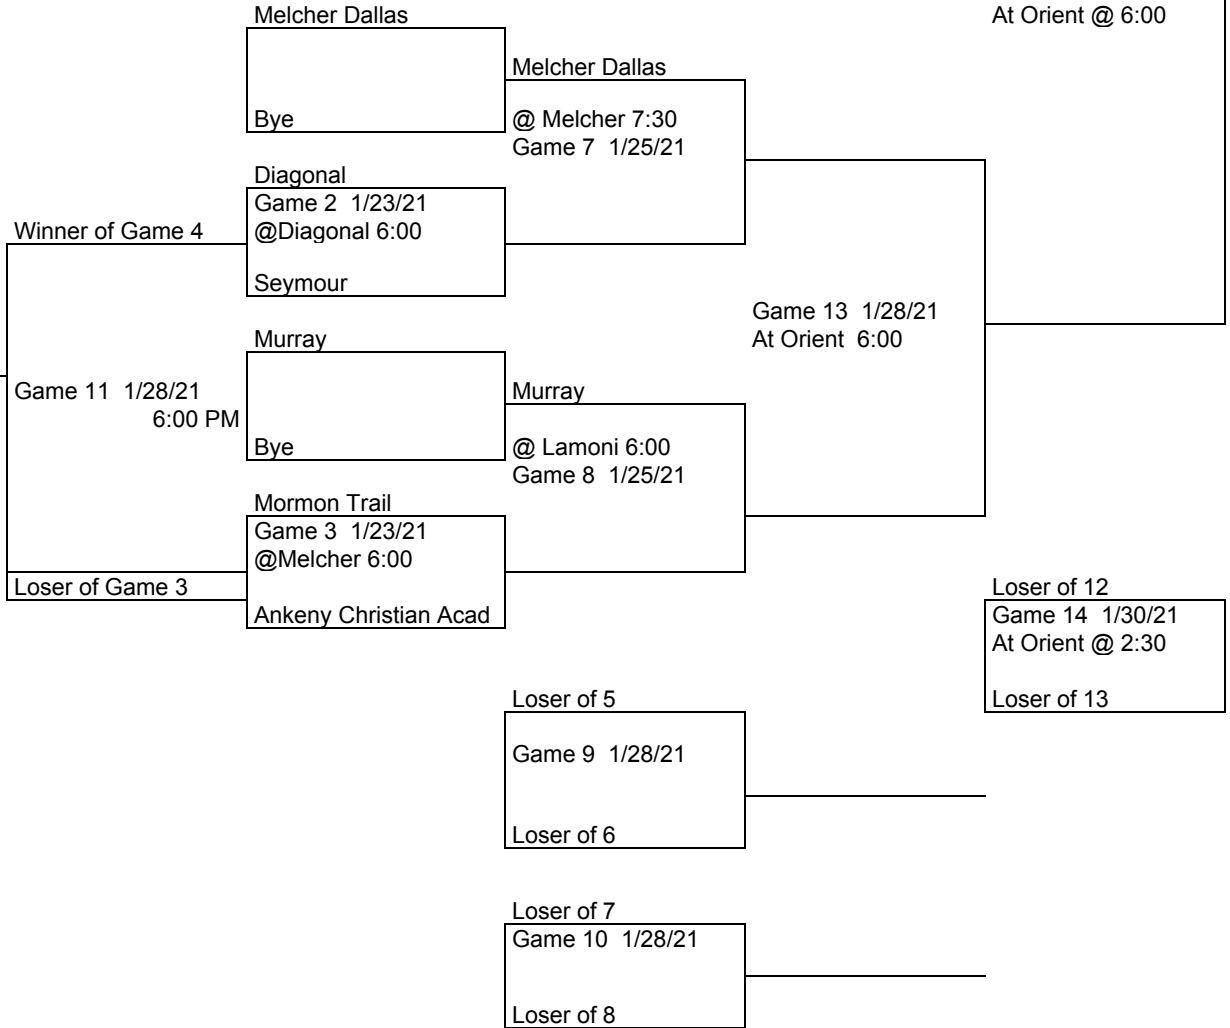 Melcher Dallas
At Orient @ 6:00
Melcher Dallas
Bye
@ Melcher 7:30
Game 7 1/25/21
Diagonal
Game 2 1/23/21
Winner of Game 4
@Diagonal 6:00
Seymour
Game 13 1/28/21
At Orient 6:00
Murray
Game 11 1/28/21
6:00 PM
Murray
Bye
@ Lamoni 6:00
Game 8 1/25/21
Mormon Trail
Game 3 1/23/21
@Melcher 6:00
Loser of Game 3
Ankeny Christian Acad
Loser of 12
Game 14 1/30/21
At Orient @ 2:30
Loser of 13
Loser of 5
Game 9 1/28/21
Loser of 6
Loser of 7
Game 10 1/28/21
Loser of 8